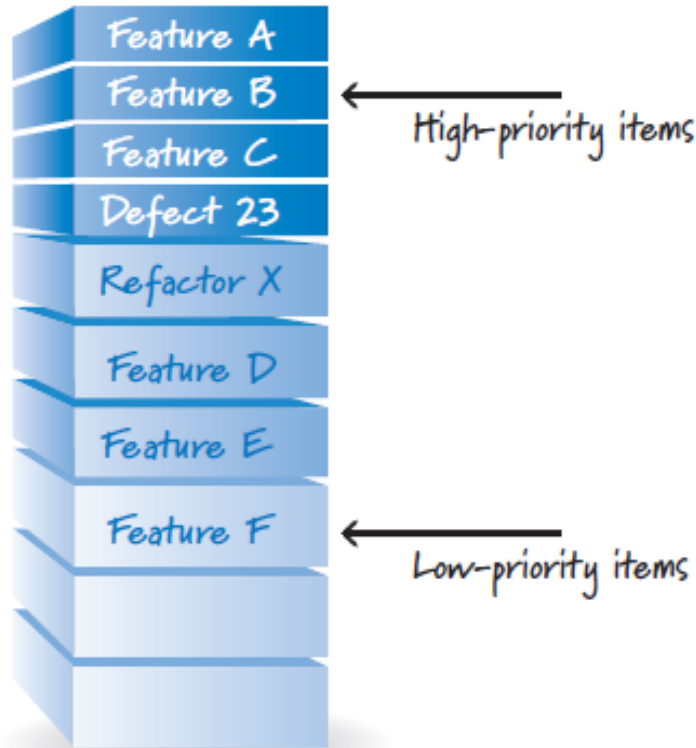 Feature A
Feature B
High-priority items
Feature C
Defect 23
Refactor X
Feature D
Feature E
Feature F
Low-priority items